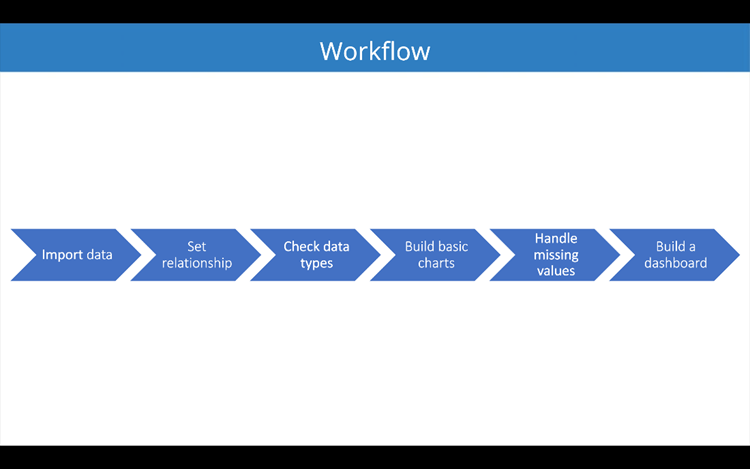 Workflow
Import data
Set
relationship
Check data
types
Build basic
charts
Handle
missing
values
Build a
dashboard